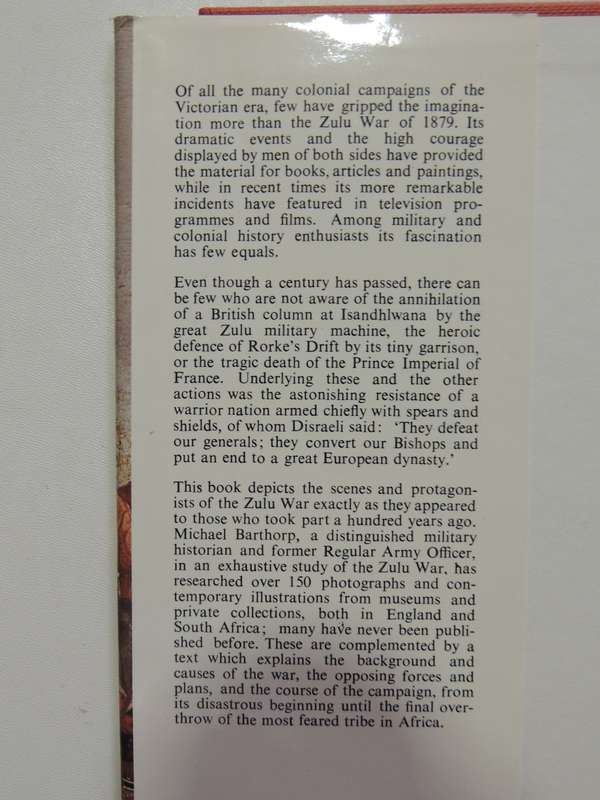 Of all the many colonial campaigns of the
Victorian era, few have gripped the imagina-
tion more than the Zulu War of 1879. Its
dramatic events and the high courage
displayed by men of both sides have provided
the material for books, articles and paintings,
while in recent times its more remarkable
incidents have featured in television pro-
grammes and films. Among military and
colonial history enthusiasts its fascination
has few equals.
Even though a century has passed, there can
be few who are not aware of the annihilation
of a British column at Isandhlwana by the
great Zulu military machine, the heroic
defence of Rorke's Drift by its tiny garrison,
or the tragic death of the Prince Imperial of
France. Underlying these and the other
actions was the astonishing resistance of a
warrior nation armed chiefly with spears and
shields, of whom Disraeli said: 'They defeat
our generals; they convert our Bishops and
put an end to a great European dynasty.'
This book depicts the scenes and protagon-
ists of the Zulu War exactly as they appeared
to those who took part a hundred years ago.
Michael Barthorp, a distinguished military
historian and former Regular Army Officer,
in an exhaustive study of the Zulu War, has
researched over 150 photographs and con-
temporary illustrations from museums and
private collections, both in England and
South Africa; many have never been publi-
shed before. These are complemented by a
text which explains the background and
causes of the war, the opposing forces and
plans, and the course of the campaign, from
its disastrous beginning until the final over-
throw of the most feared tribe in Africa.